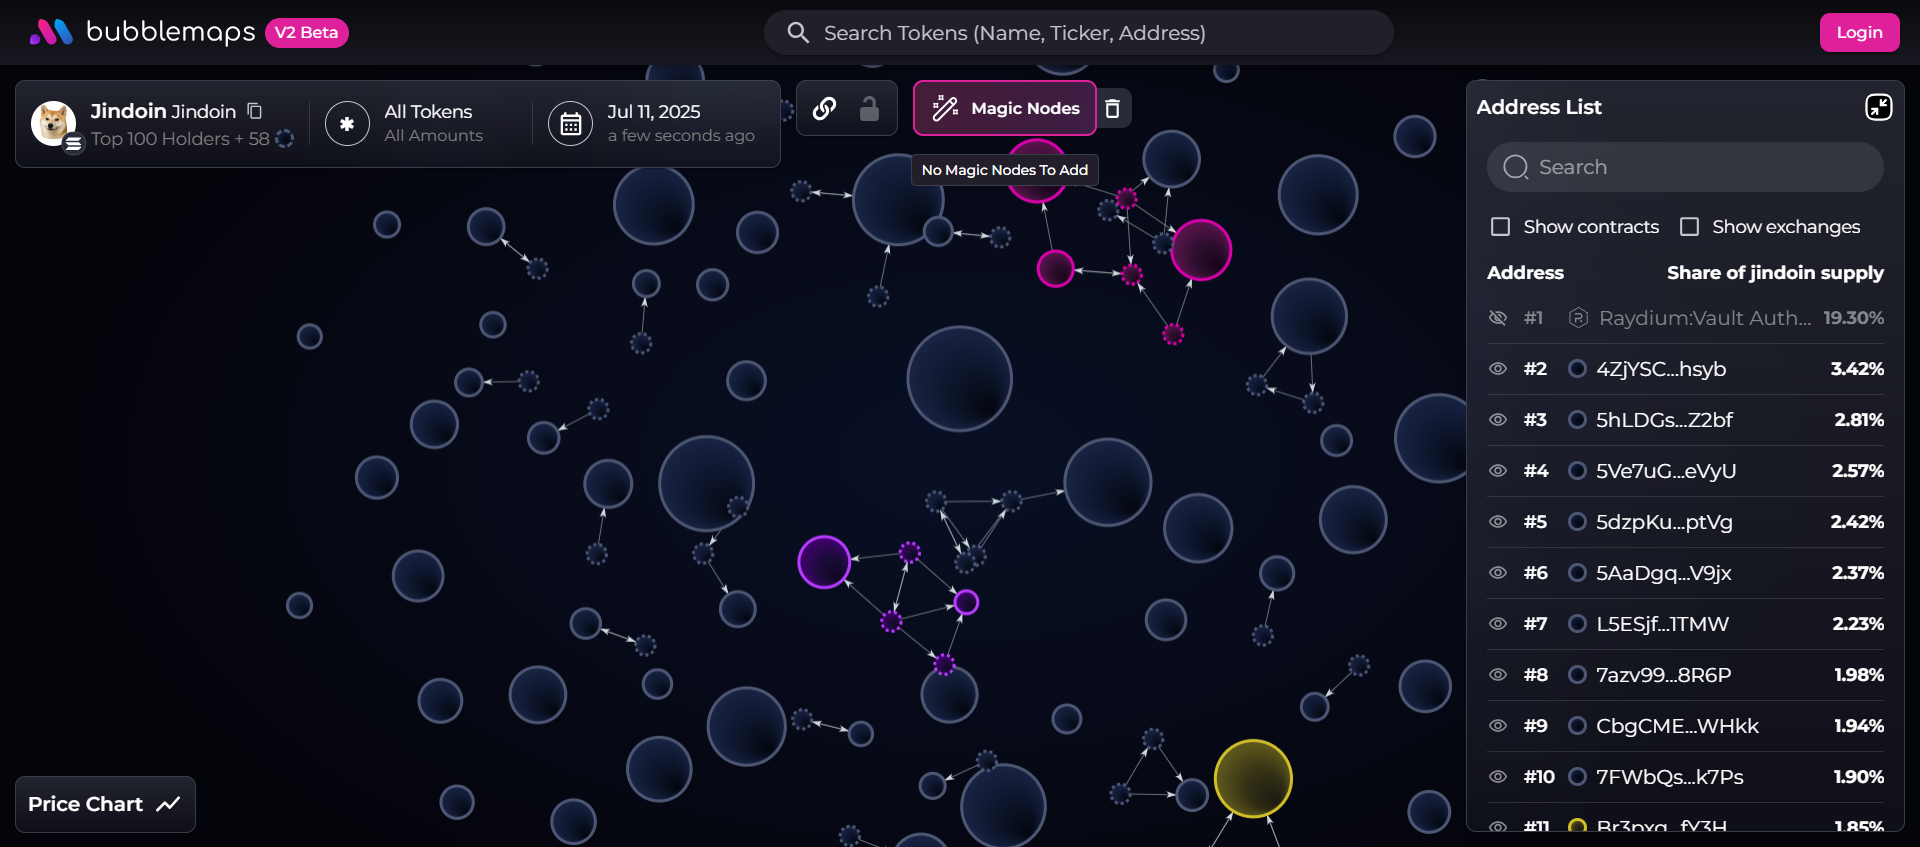 bubblemaps V2 Beta
Search Tokens (Name, Ticker, Address)
Login
Jindoin Jindoin
Top 100 Holders + 58
All Tokens
All Amounts
Jul 11, 2025
a few seconds ago
Magic Nodes
No Magic Nodes To Add
Address List
Search
Show contracts Show exchanges
Address Share of jindoin supply
#1 Raydium:Vault Auth... 19.30%
#2 4ZjYSC...hsyb 3.42%
#3 5hLDGs...Z2bf 2.81%
#4 5Ve7uG...eVyU 2.57%
#5 5dzpKu...ptVg 2.42%
#6 5AaDgq...V9jx 2.37%
#7 L5ESjf...1TMW 2.23%
#8 7azv99...8R6P 1.98%
#9 CbgCME...WHkk 1.94%
#10 7FWbQs...k7Ps 1.90%
#11 1.85%
Price Chart